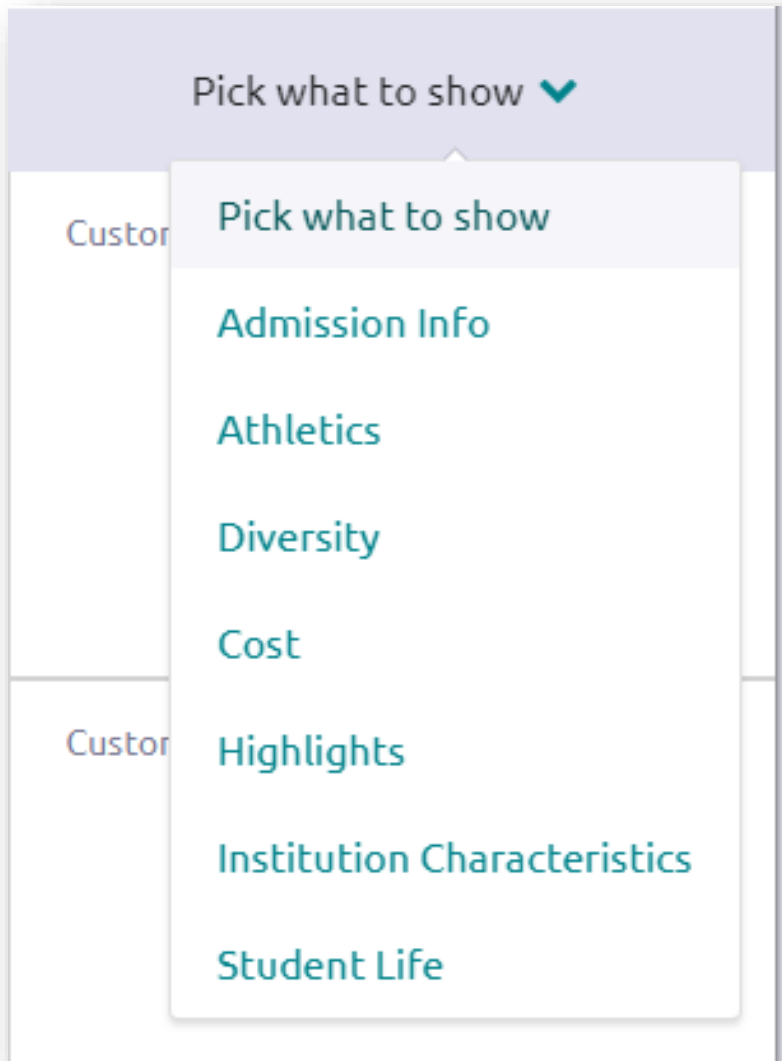 Pick what to show
Pick what to show
Admission Info
Athletics
Diversity
Cost
Highlights
Institution Characteristics
Student Life